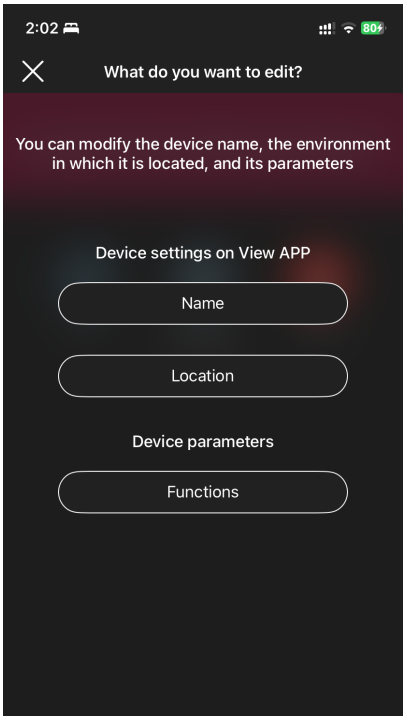 2:02
80
What do you want to edit?
You can modify the device name, the environment
in which it is located, and its parameters
Device settings on View APP
Name
Location
Device parameters
Functions